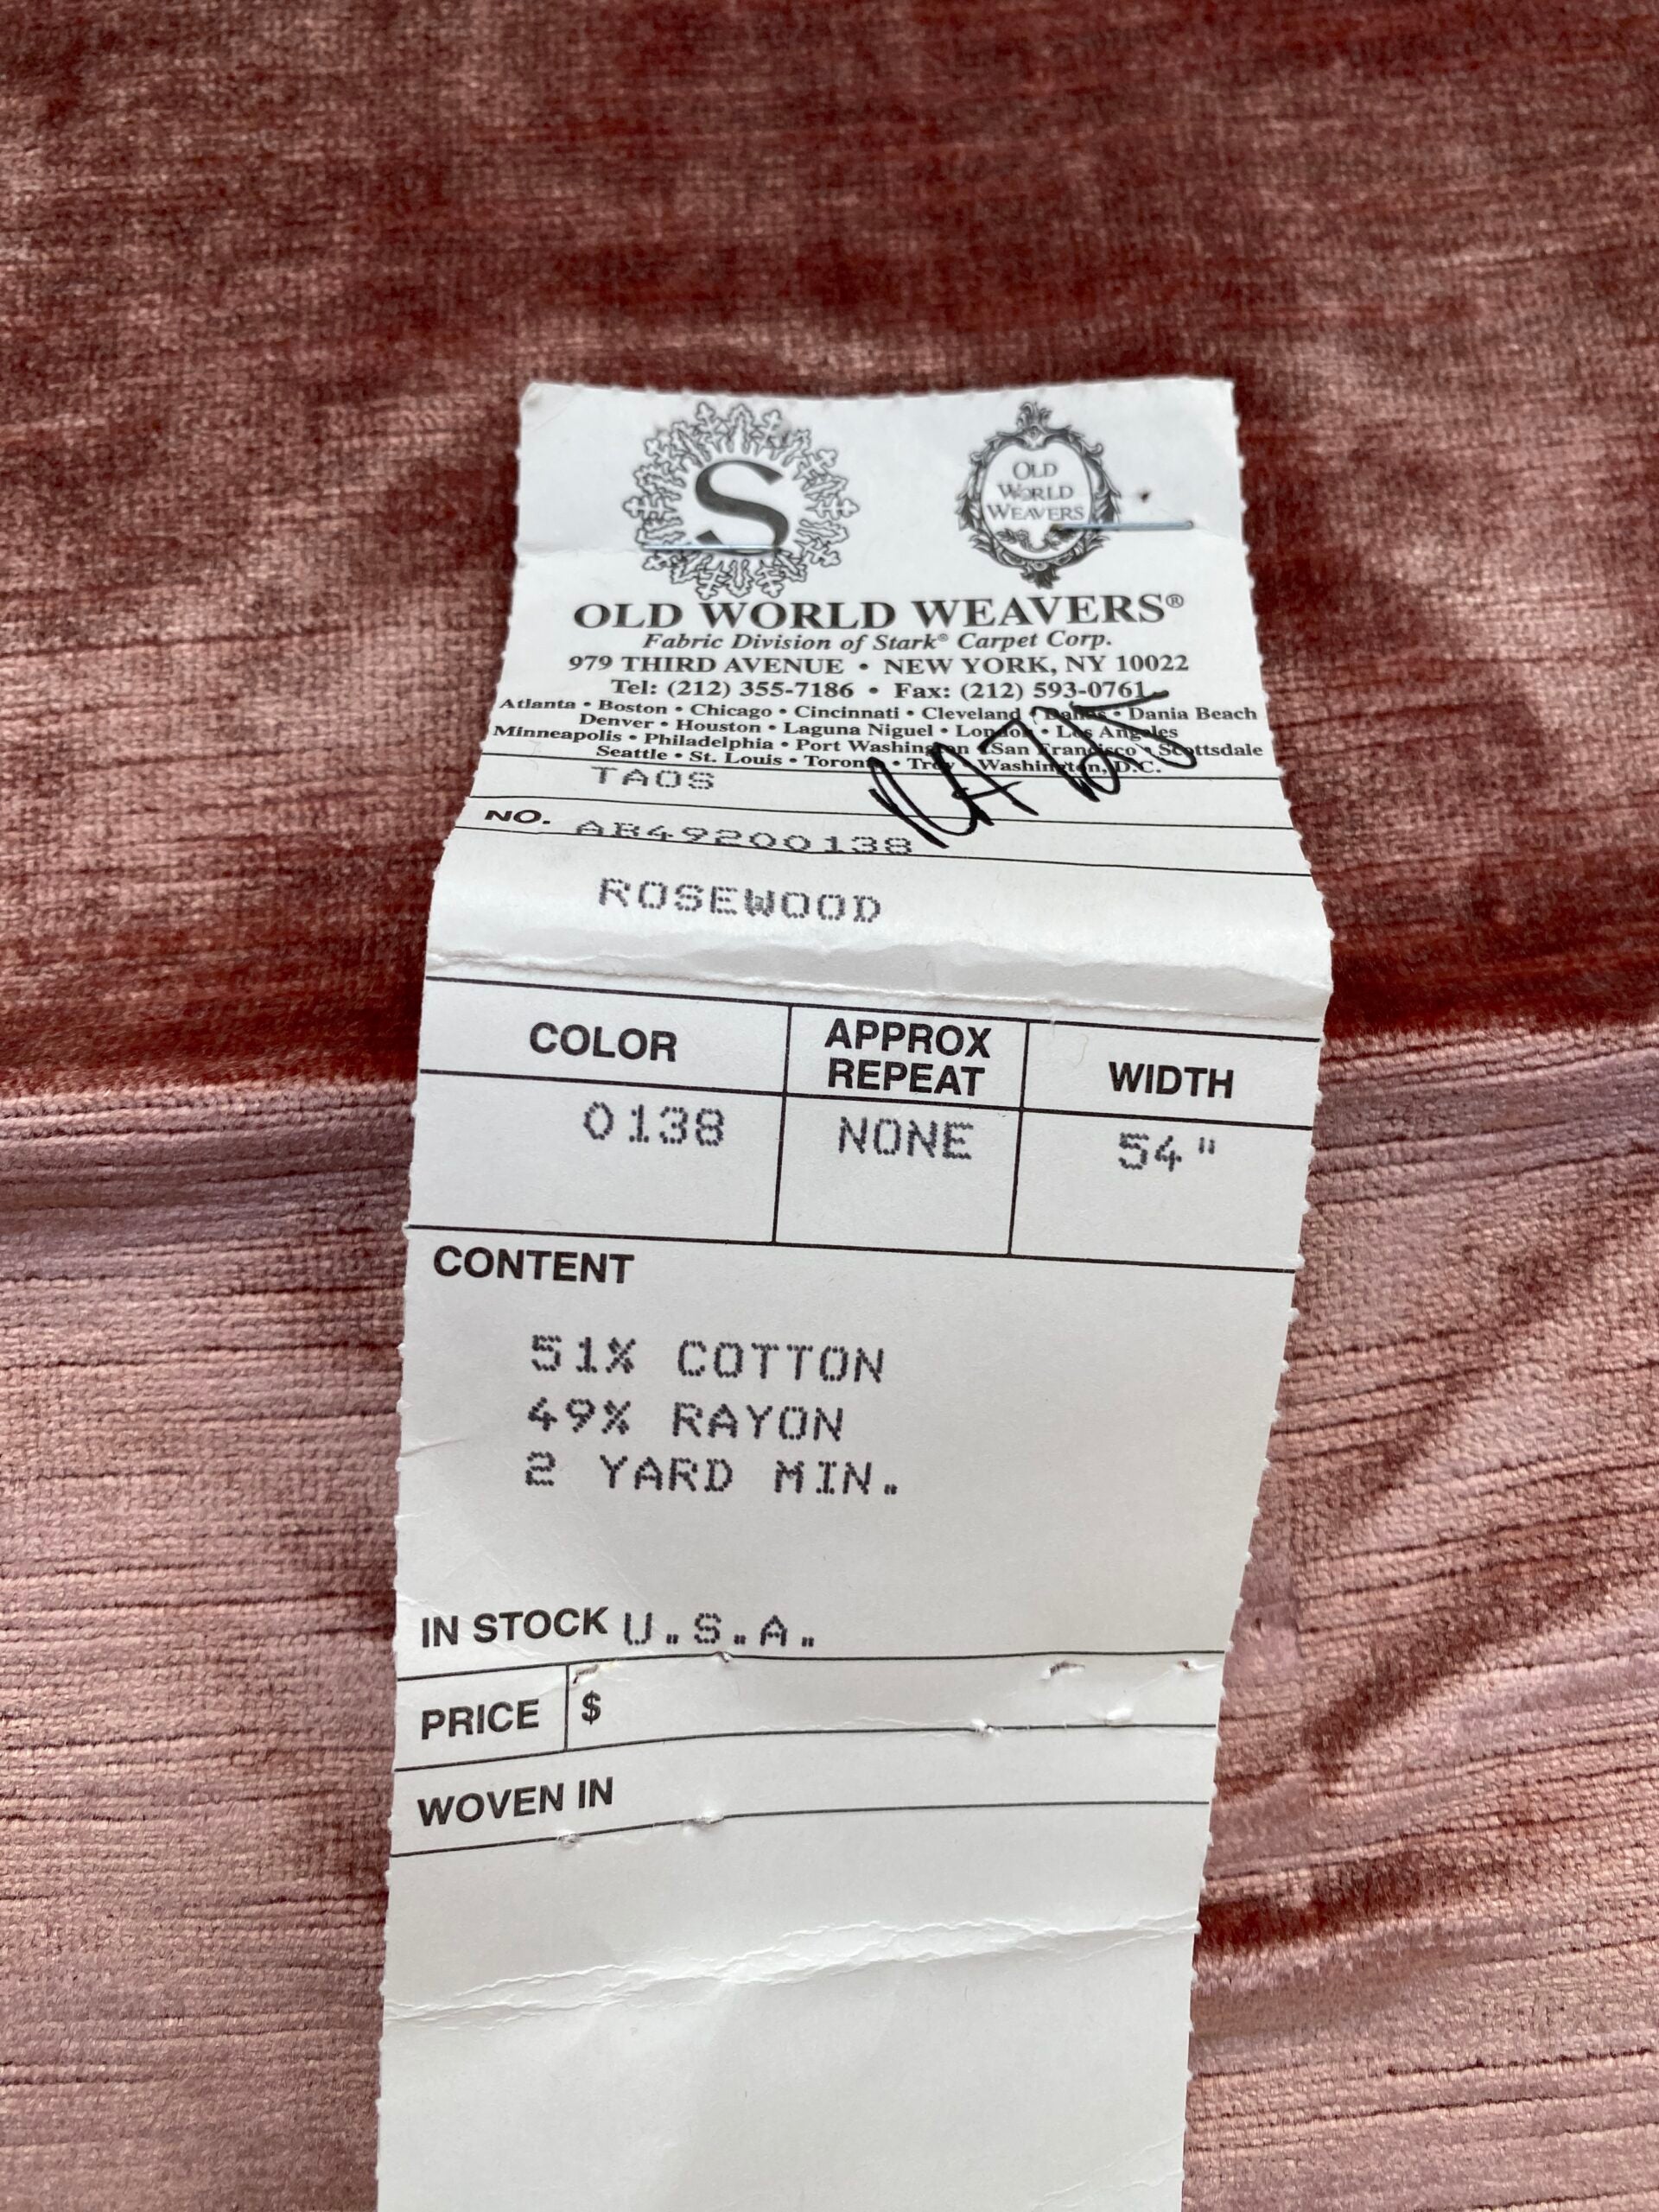 S
OLD
WORLD
WEAVERS
OLD WORLD WEAVERS®
Fabric Division of Stark® Carpet Corp.
979 THIRD AVENUE • NEW YORK, NY 10022
Tel: (212) 355-7186 • Fax: (212) 593-0761
Atlanta • Boston • Chicago • Cincinnati • Cleveland • Dallas • Dania Beach
Denver • Houston • Laguna Niguel • London • Los Angeles
Minneapolis • Philadelphia • Port Washington • San Francisco • Scottsdale
Seattle • St. Louis • Toronto • Troy • Washington, D.C.
TAOS
NO. AB49200138
ROSEWOOD
COLOR APPROX REPEAT WIDTH
0138 NONE 54"
CONTENT
51% COTTON
49% RAYON
2 YARD MIN.
IN STOCK U.S.A.
PRICE $
WOVEN IN